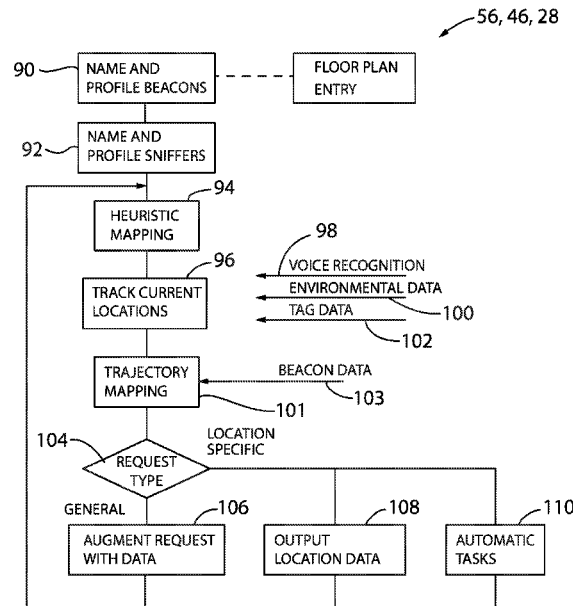 56, 46, 28
90
NAME AND
PROFILE BEACONS
FLOOR PLAN
ENTRY
92
NAME AND
PROFILE SNIFFERS
94
HEURISTIC
MAPPING
96
TRACK CURRENT
LOCATIONS
98
VOICE RECOGNITION
ENVIRONMENTAL DATA
100
TAG DATA
102
TRAJECTORY
MAPPING
101
BEACON DATA
103
104
REQUEST
TYPE
LOCATION
SPECIFIC
GENERAL
106
AUGMENT REQUEST
WITH DATA
108
OUTPUT
LOCATION DATA
110
AUTOMATIC
TASKS